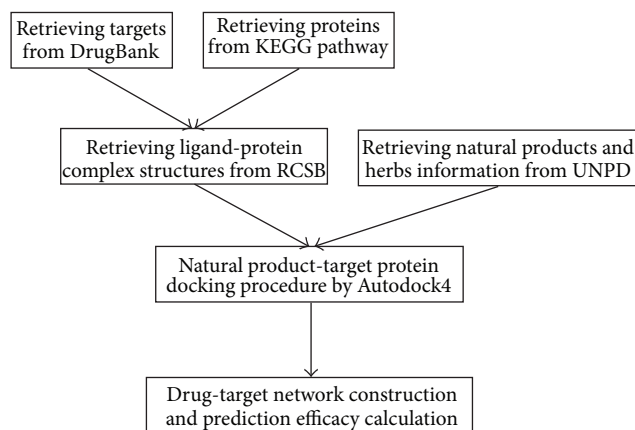 Retrieving targets
from DrugBank
Retrieving proteins
from KEGG pathway
Retrieving ligand-protein
complex structures from RCSB
Retrieving natural products and
herbs information from UNPD
Natural product-target protein
docking procedure by Autodock4
Drug-target network construction
and prediction efficacy calculation